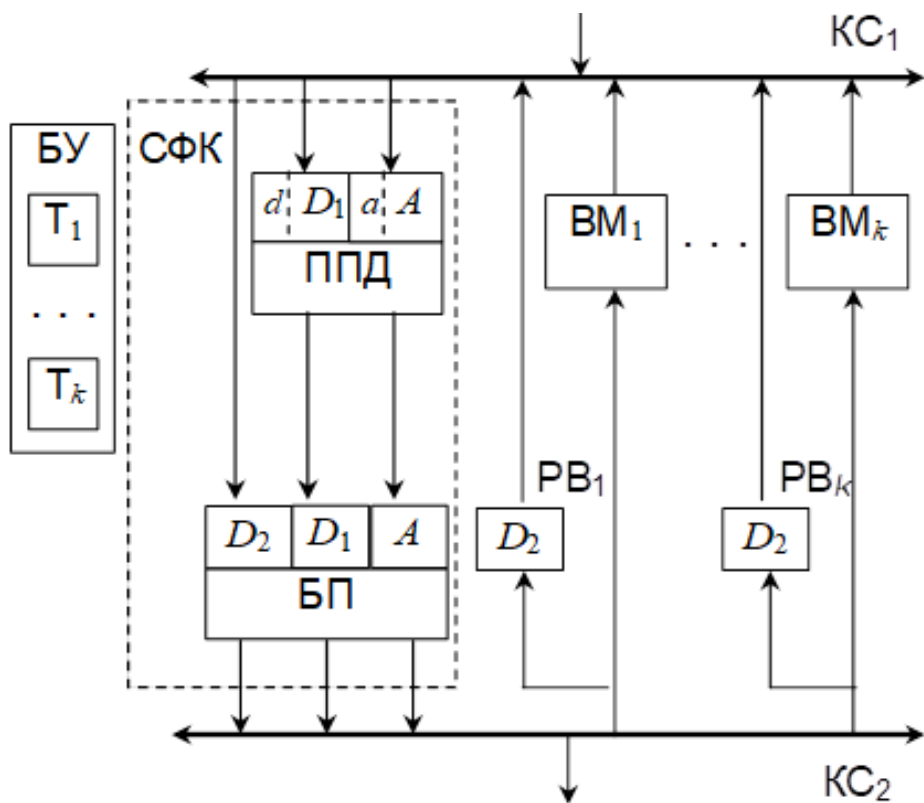 КС₁
БУ
СФК
T₁
. . .
Tₖ
d D₁ a A
ППД
ВМ₁
. . .
ВМₖ
РВ₁
РВₖ
D₂ D₁ A
БП
D₂
D₂
КС₂